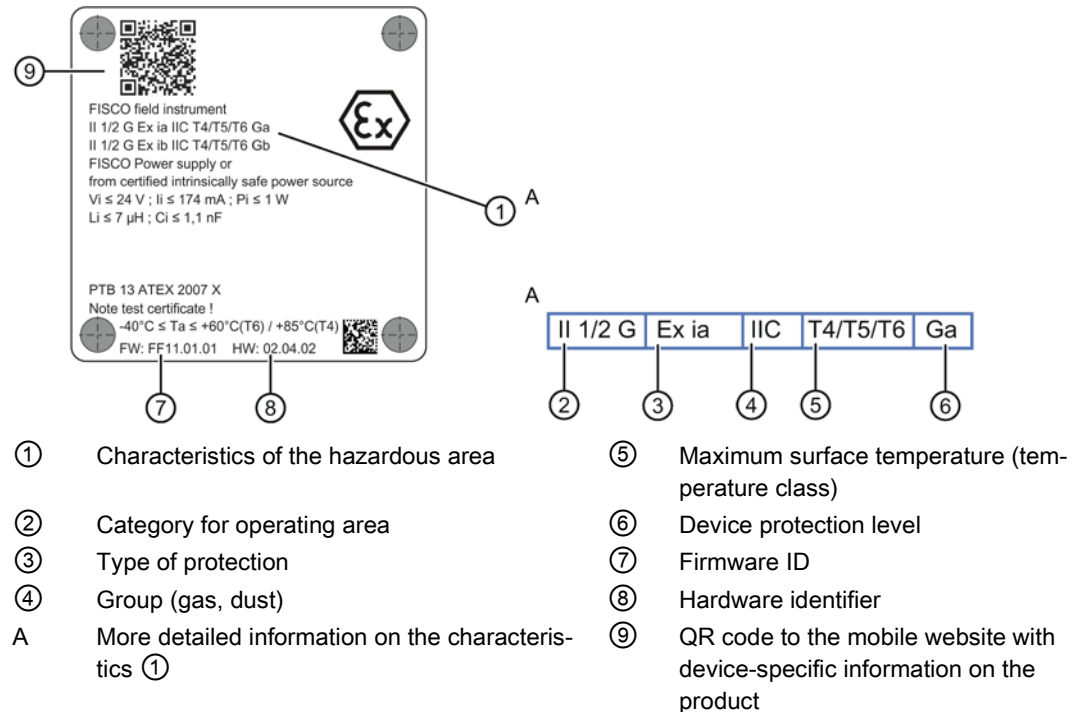 ⑨
FISCO field instrument
II 1/2 G Ex ia IIC T4/T5/T6 Ga
II 1/2 G Ex ib IIC T4/T5/T6 Gb
FISCO Power supply or
from certified intrinsically safe power source
Vi ≤ 24 V ; Ii ≤ 174 mA ; Pi ≤ 1 W
Li ≤ 7 µH ; Ci ≤ 1,1 nF
Ex
① A
PTB 13 ATEX 2007 X
Note test certificate !
-40°C ≤ Ta ≤ +60°C(T6) / +85°C(T4)
FW: FF11.01.01 HW: 02.04.02
⑦ ⑧
A
II 1/2 G Ex ia IIC T4/T5/T6 Ga
② ③ ④ ⑤ ⑥
① Characteristics of the hazardous area
② Category for operating area
③ Type of protection
④ Group (gas, dust)
A More detailed information on the characteris-
tics ①
⑤ Maximum surface temperature (tem-
perature class)
⑥ Device protection level
⑦ Firmware ID
⑧ Hardware identifier
⑨ QR code to the mobile website with
device-specific information on the
product